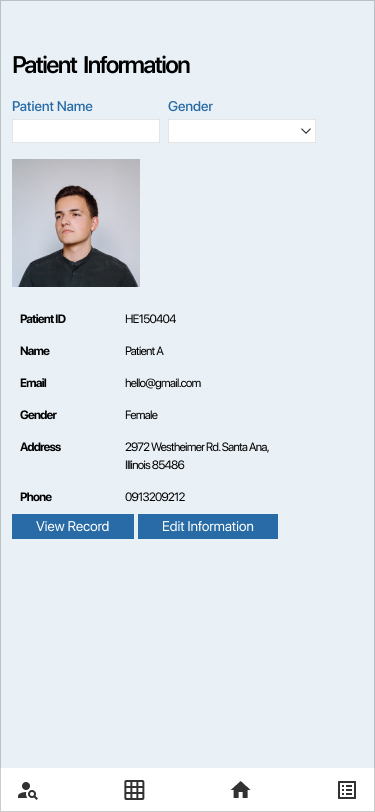 Patient Information
Patient Name
Gender
Patient ID HE150404
Name Patient A
Email hello@gmail.com
Gender Female
Address 2972 Westheimer Rd. Santa Ana,
Illinois 85486
Phone 0913209212
View Record Edit Information